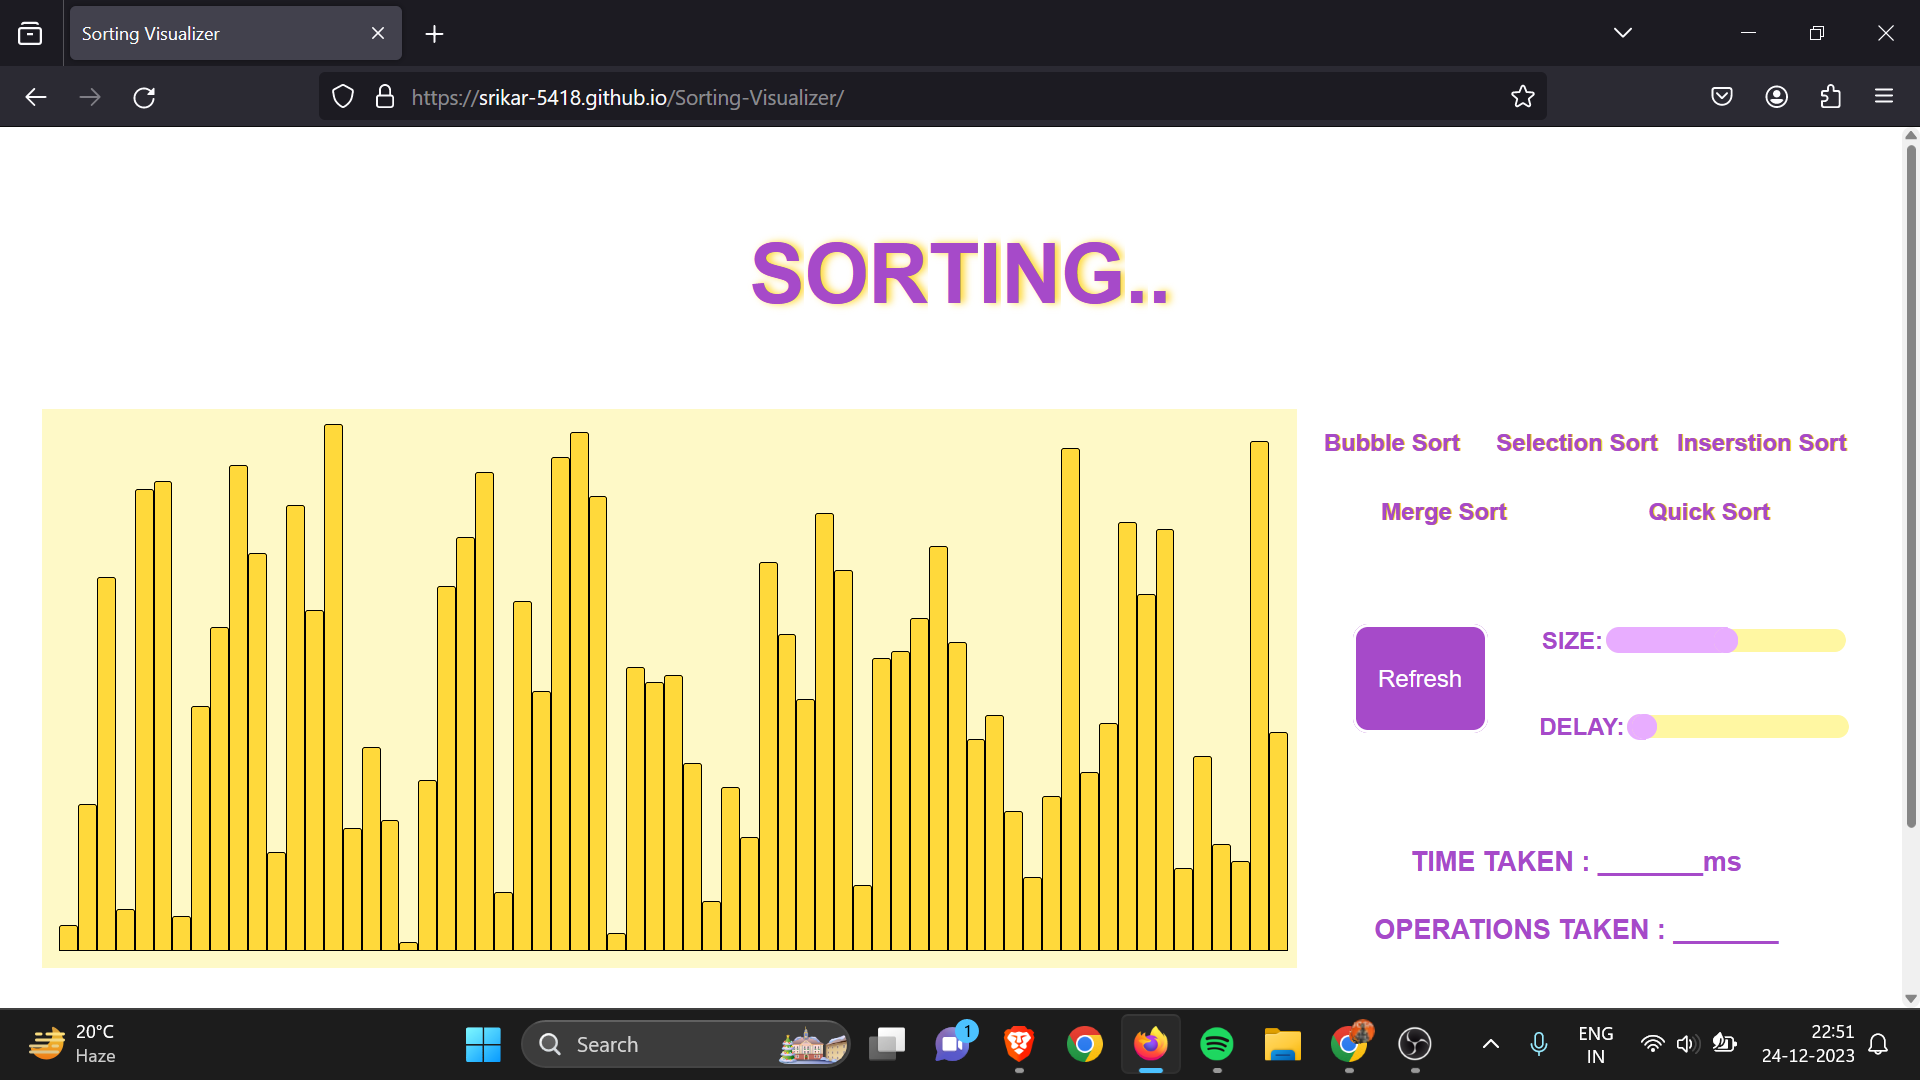 Sorting Visualizer
https://srikar-5418.github.io/Sorting-Visualizer/
SORTING..
Bubble Sort Selection Sort Inserstion Sort
Merge Sort Quick Sort
Refresh
SIZE:
DELAY:
TIME TAKEN : _______ms
OPERATIONS TAKEN : _______
20°C
Haze
Search
1
ENG
IN
22:51
24-12-2023